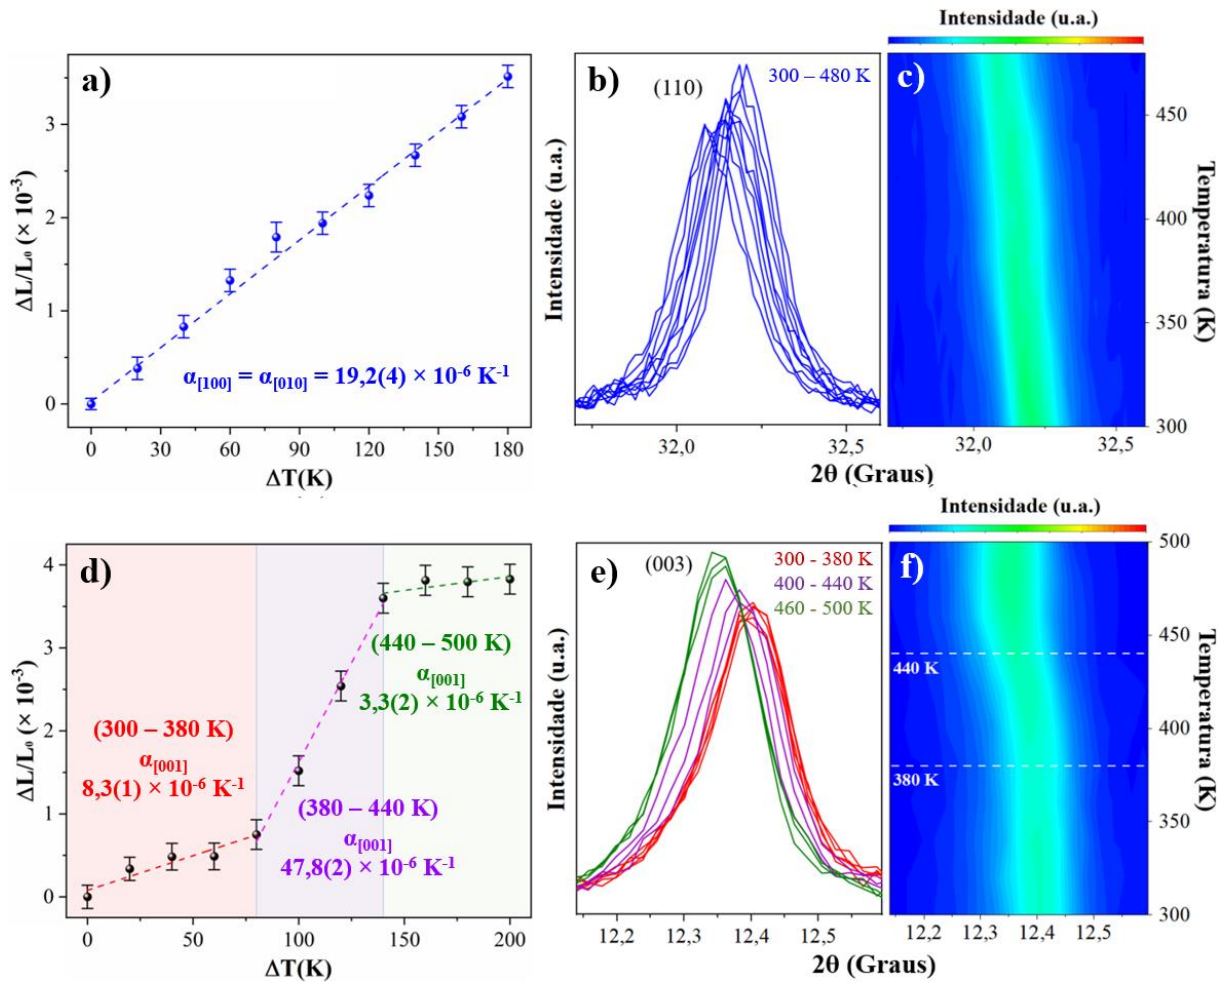 a)
ΔL/L₀ (× 10⁻³)
3
2
1
0
α[100] = α[010] = 19,2(4) × 10⁻⁶ K⁻¹
0 30 60 90 120 150 180
ΔT(K)
b)
(110)
300 – 480 K
Intensidade (u.a.)
32,0 32,5
2θ (Graus)
Intensidade (u.a.)
c)
450
400
350
300
Temperatura (K)
32,0 32,5
d)
ΔL/L₀ (× 10⁻³)
4
3
2
1
0
(440 – 500 K)
α[001]
3,3(2) × 10⁻⁶ K⁻¹
(300 – 380 K)
α[001]
8,3(1) × 10⁻⁶ K⁻¹
(380 – 440 K)
α[001]
47,8(2) × 10⁻⁶ K⁻¹
0 50 100 150 200
ΔT(K)
e)
(003)
300 - 380 K
400 - 440 K
460 - 500 K
Intensidade (u.a.)
12,2 12,3 12,4 12,5
2θ (Graus)
Intensidade (u.a.)
f)
500
450
440 K
400
380 K
350
300
Temperatura (K)
12,2 12,3 12,4 12,5